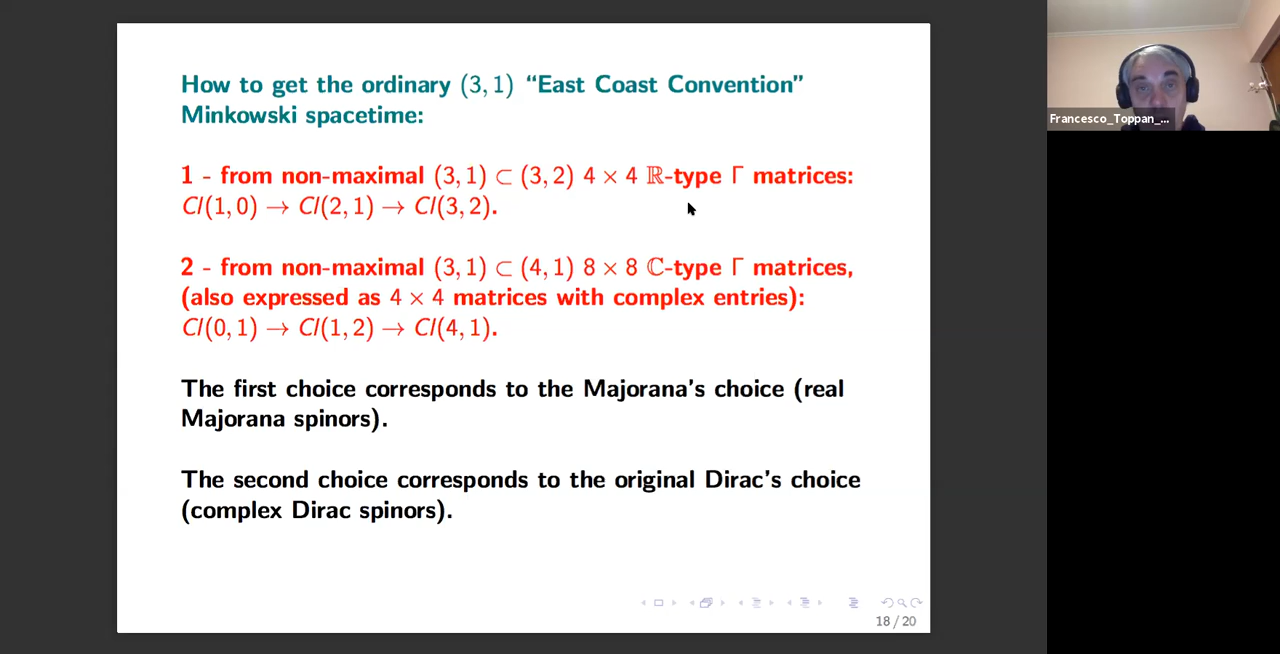 How to get the ordinary (3, 1) “East Coast Convention”
Minkowski spacetime:
1 - from non-maximal (3, 1) ⊂ (3, 2) 4 × 4 ℝ-type Γ matrices:
Cl(1, 0) → Cl(2, 1) → Cl(3, 2).
2 - from non-maximal (3, 1) ⊂ (4, 1) 8 × 8 ℂ-type Γ matrices,
(also expressed as 4 × 4 matrices with complex entries):
Cl(0, 1) → Cl(1, 2) → Cl(4, 1).
The first choice corresponds to the Majorana’s choice (real
Majorana spinors).
The second choice corresponds to the original Dirac’s choice
(complex Dirac spinors).
18 / 20
Francesco_Toppan_...